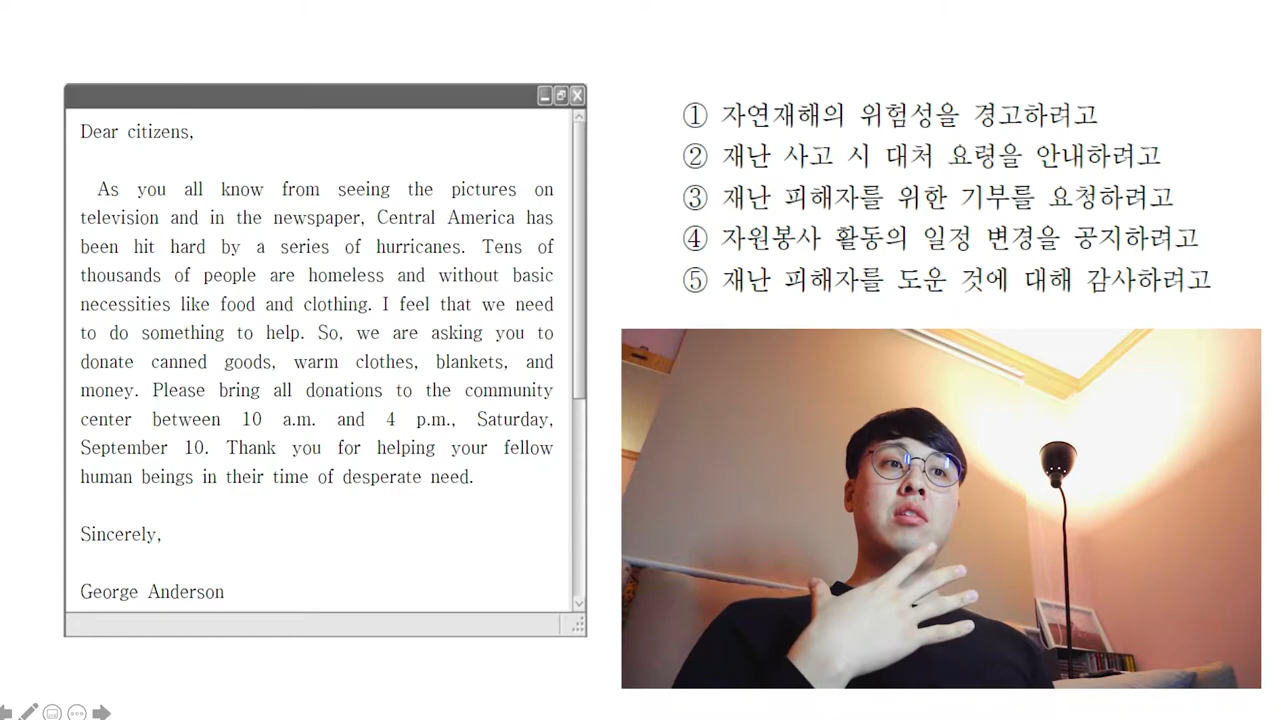 Dear citizens,
As you all know from seeing the pictures on
television and in the newspaper, Central America has
been hit hard by a series of hurricanes. Tens of
thousands of people are homeless and without basic
necessities like food and clothing. I feel that we need
to do something to help. So, we are asking you to
donate canned goods, warm clothes, blankets, and
money. Please bring all donations to the community
center between 10 a.m. and 4 p.m., Saturday,
September 10. Thank you for helping your fellow
human beings in their time of desperate need.
Sincerely,
George Anderson
① 자연재해의 위험성을 경고하려고
② 재난 사고 시 대처 요령을 안내하려고
③ 재난 피해자를 위한 기부를 요청하려고
④ 자원봉사 활동의 일정 변경을 공지하려고
⑤ 재난 피해자를 도운 것에 대해 감사하려고